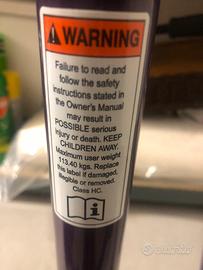 WARNING
Failure to read and
follow the safety
instructions stated in
the Owner's Manual
may result in
POSSIBLE serious
injury or death. KEEP
CHILDREN AWAY.
Maximum user weight
113.40 kgs. Replace
this label if damaged,
illegible or removed.
Class HC.
subito